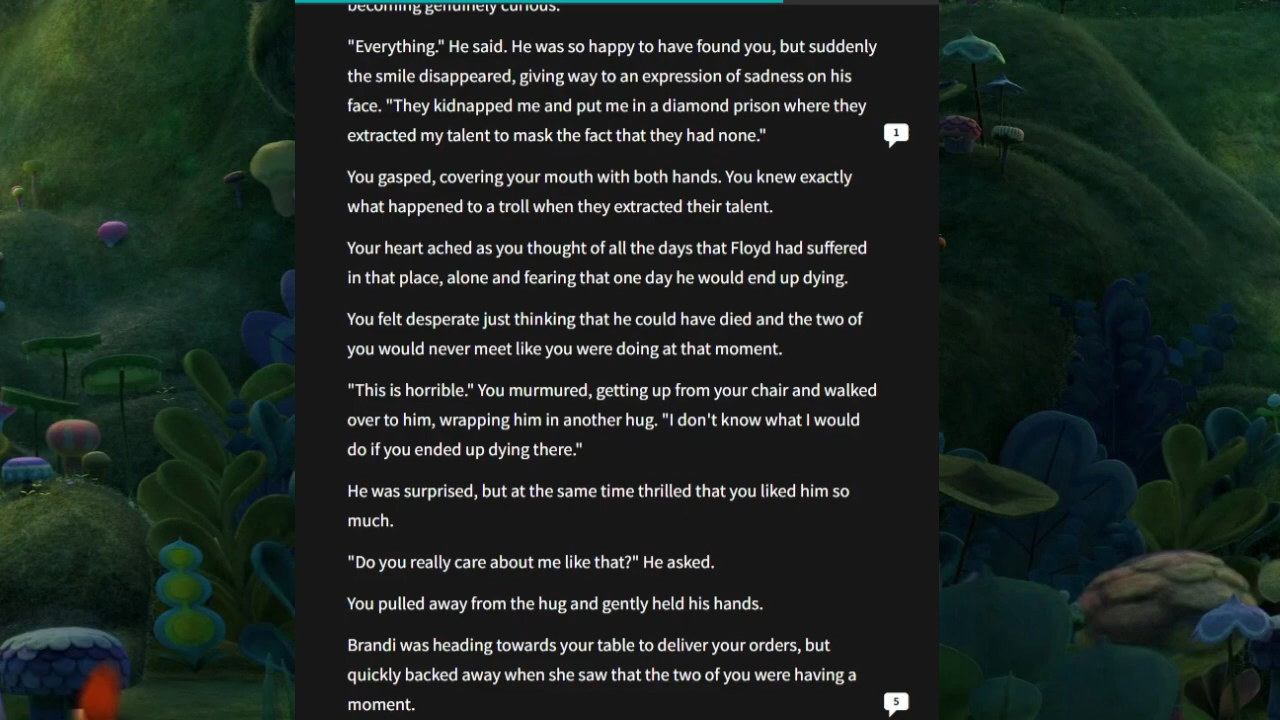 becoming genuinely curious.
"Everything." He said. He was so happy to have found you, but suddenly
the smile disappeared, giving way to an expression of sadness on his
face. "They kidnapped me and put me in a diamond prison where they
extracted my talent to mask the fact that they had none."
1
You gasped, covering your mouth with both hands. You knew exactly
what happened to a troll when they extracted their talent.
Your heart ached as you thought of all the days that Floyd had suffered
in that place, alone and fearing that one day he would end up dying.
You felt desperate just thinking that he could have died and the two of
you would never meet like you were doing at that moment.
"This is horrible." You murmured, getting up from your chair and walked
over to him, wrapping him in another hug. "I don't know what I would
do if you ended up dying there."
He was surprised, but at the same time thrilled that you liked him so
much.
"Do you really care about me like that?" He asked.
You pulled away from the hug and gently held his hands.
Brandi was heading towards your table to deliver your orders, but
quickly backed away when she saw that the two of you were having a
moment.
5